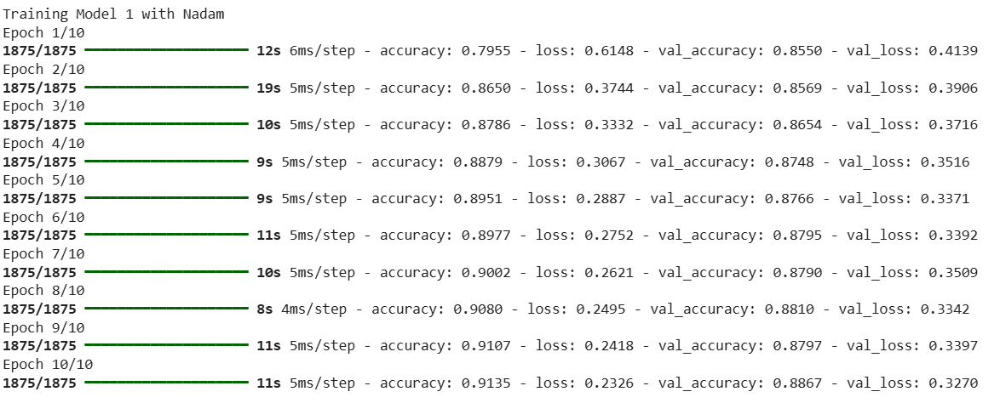 Training Model 1 with Nadam
Epoch 1/10
1875/1875 ━━━━━━━━━━━━━━━━━━━━ 12s 6ms/step - accuracy: 0.7955 - loss: 0.6148 - val_accuracy: 0.8550 - val_loss: 0.4139
Epoch 2/10
1875/1875 ━━━━━━━━━━━━━━━━━━━━ 19s 5ms/step - accuracy: 0.8650 - loss: 0.3744 - val_accuracy: 0.8569 - val_loss: 0.3906
Epoch 3/10
1875/1875 ━━━━━━━━━━━━━━━━━━━━ 10s 5ms/step - accuracy: 0.8786 - loss: 0.3332 - val_accuracy: 0.8654 - val_loss: 0.3716
Epoch 4/10
1875/1875 ━━━━━━━━━━━━━━━━━━━━ 9s 5ms/step - accuracy: 0.8879 - loss: 0.3067 - val_accuracy: 0.8748 - val_loss: 0.3516
Epoch 5/10
1875/1875 ━━━━━━━━━━━━━━━━━━━━ 9s 5ms/step - accuracy: 0.8951 - loss: 0.2887 - val_accuracy: 0.8766 - val_loss: 0.3371
Epoch 6/10
1875/1875 ━━━━━━━━━━━━━━━━━━━━ 11s 5ms/step - accuracy: 0.8977 - loss: 0.2752 - val_accuracy: 0.8795 - val_loss: 0.3392
Epoch 7/10
1875/1875 ━━━━━━━━━━━━━━━━━━━━ 10s 5ms/step - accuracy: 0.9002 - loss: 0.2621 - val_accuracy: 0.8790 - val_loss: 0.3509
Epoch 8/10
1875/1875 ━━━━━━━━━━━━━━━━━━━━ 8s 4ms/step - accuracy: 0.9080 - loss: 0.2495 - val_accuracy: 0.8810 - val_loss: 0.3342
Epoch 9/10
1875/1875 ━━━━━━━━━━━━━━━━━━━━ 11s 5ms/step - accuracy: 0.9107 - loss: 0.2418 - val_accuracy: 0.8797 - val_loss: 0.3397
Epoch 10/10
1875/1875 ━━━━━━━━━━━━━━━━━━━━ 11s 5ms/step - accuracy: 0.9135 - loss: 0.2326 - val_accuracy: 0.8867 - val_loss: 0.3270